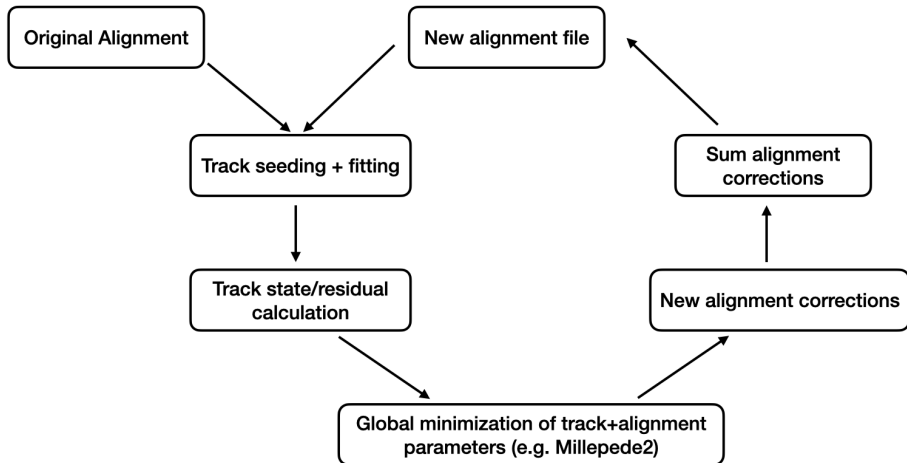 Original Alignment
New alignment file
Track seeding + fitting
Sum alignment
corrections
Track state/residual
calculation
New alignment corrections
Global minimization of track+alignment
parameters (e.g. Millepede2)